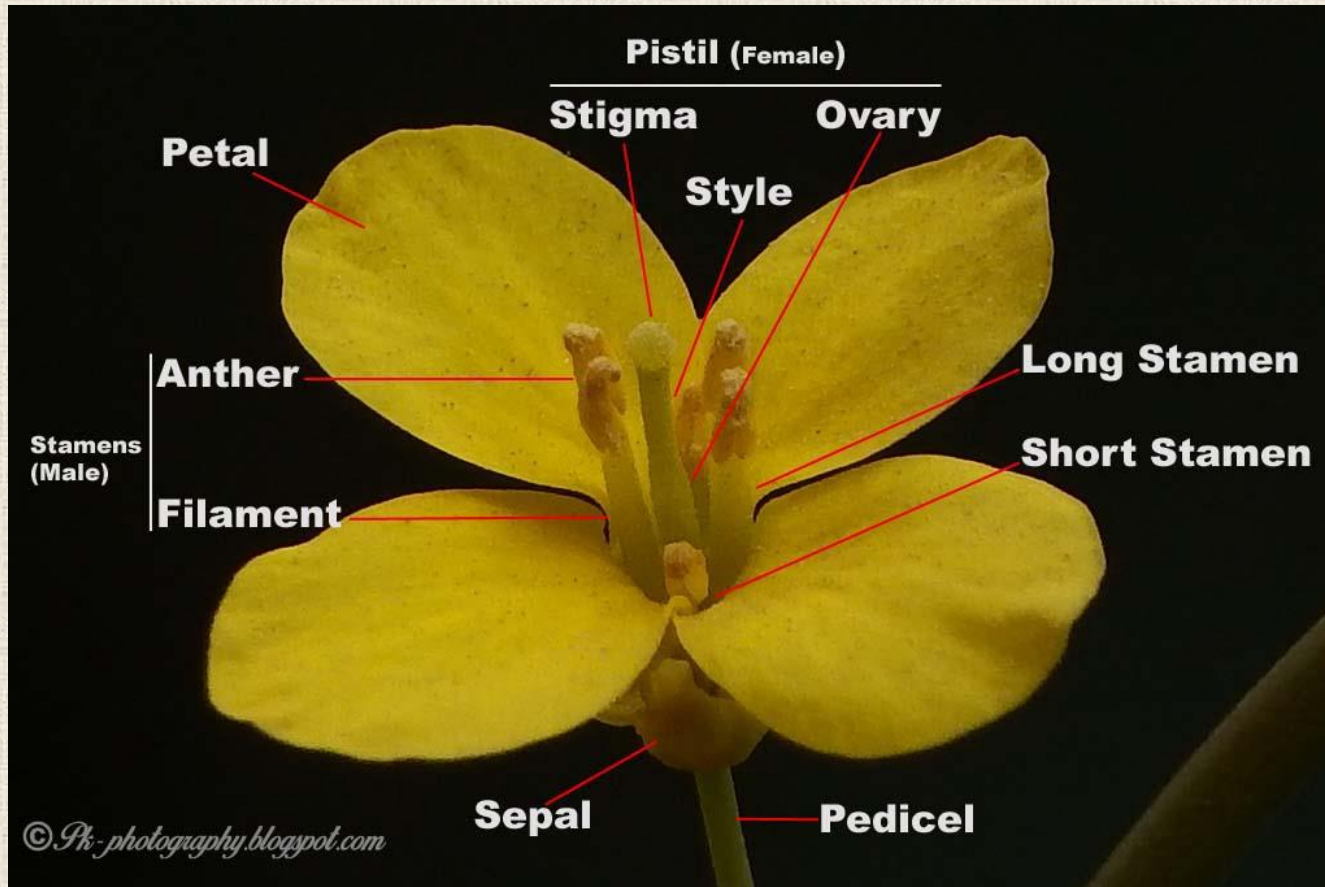 Pistil (Female)
Stigma
Ovary
Petal
Style
Anther
Long Stamen
Stamens
(Male)
Short Stamen
Filament
Sepal
Pedicel
© Pk-photography.blogspot.com